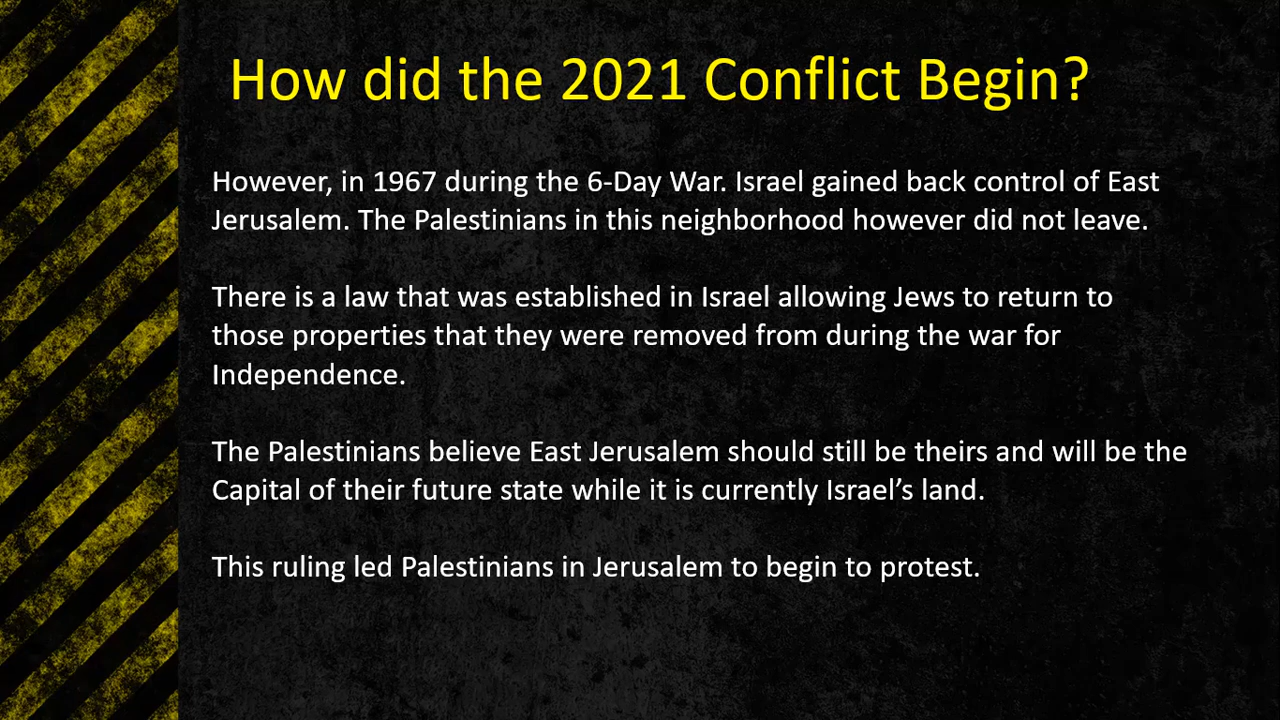 How did the 2021 Conflict Begin?
However, in 1967 during the 6-Day War. Israel gained back control of East
Jerusalem. The Palestinians in this neighborhood however did not leave.
There is a law that was established in Israel allowing Jews to return to
those properties that they were removed from during the war for
Independence.
The Palestinians believe East Jerusalem should still be theirs and will be the
Capital of their future state while it is currently Israel’s land.
This ruling led Palestinians in Jerusalem to begin to protest.